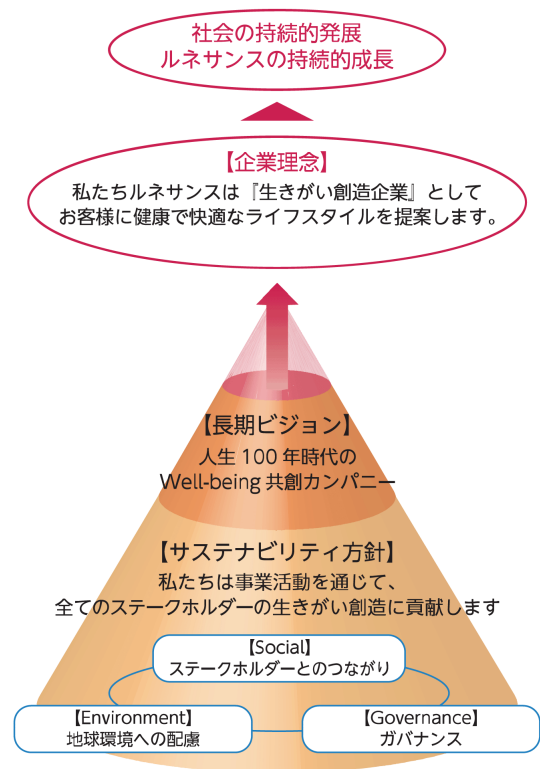 社会の持続的発展
ルネサンスの持続的成長
【企業理念】
私たちルネサンスは『生きがい創造企業』として
お客様に健康で快適なライフスタイルを提案します。
【長期ビジョン】
人生100年時代の
Well-being共創カンパニー
【サステナビリティ方針】
私たちは事業活動を通じて、
全てのステークホルダーの生きがい創造に貢献します
【Social】
ステークホルダーとのつながり
【Environment】
地球環境への配慮
【Governance】
ガバナンス